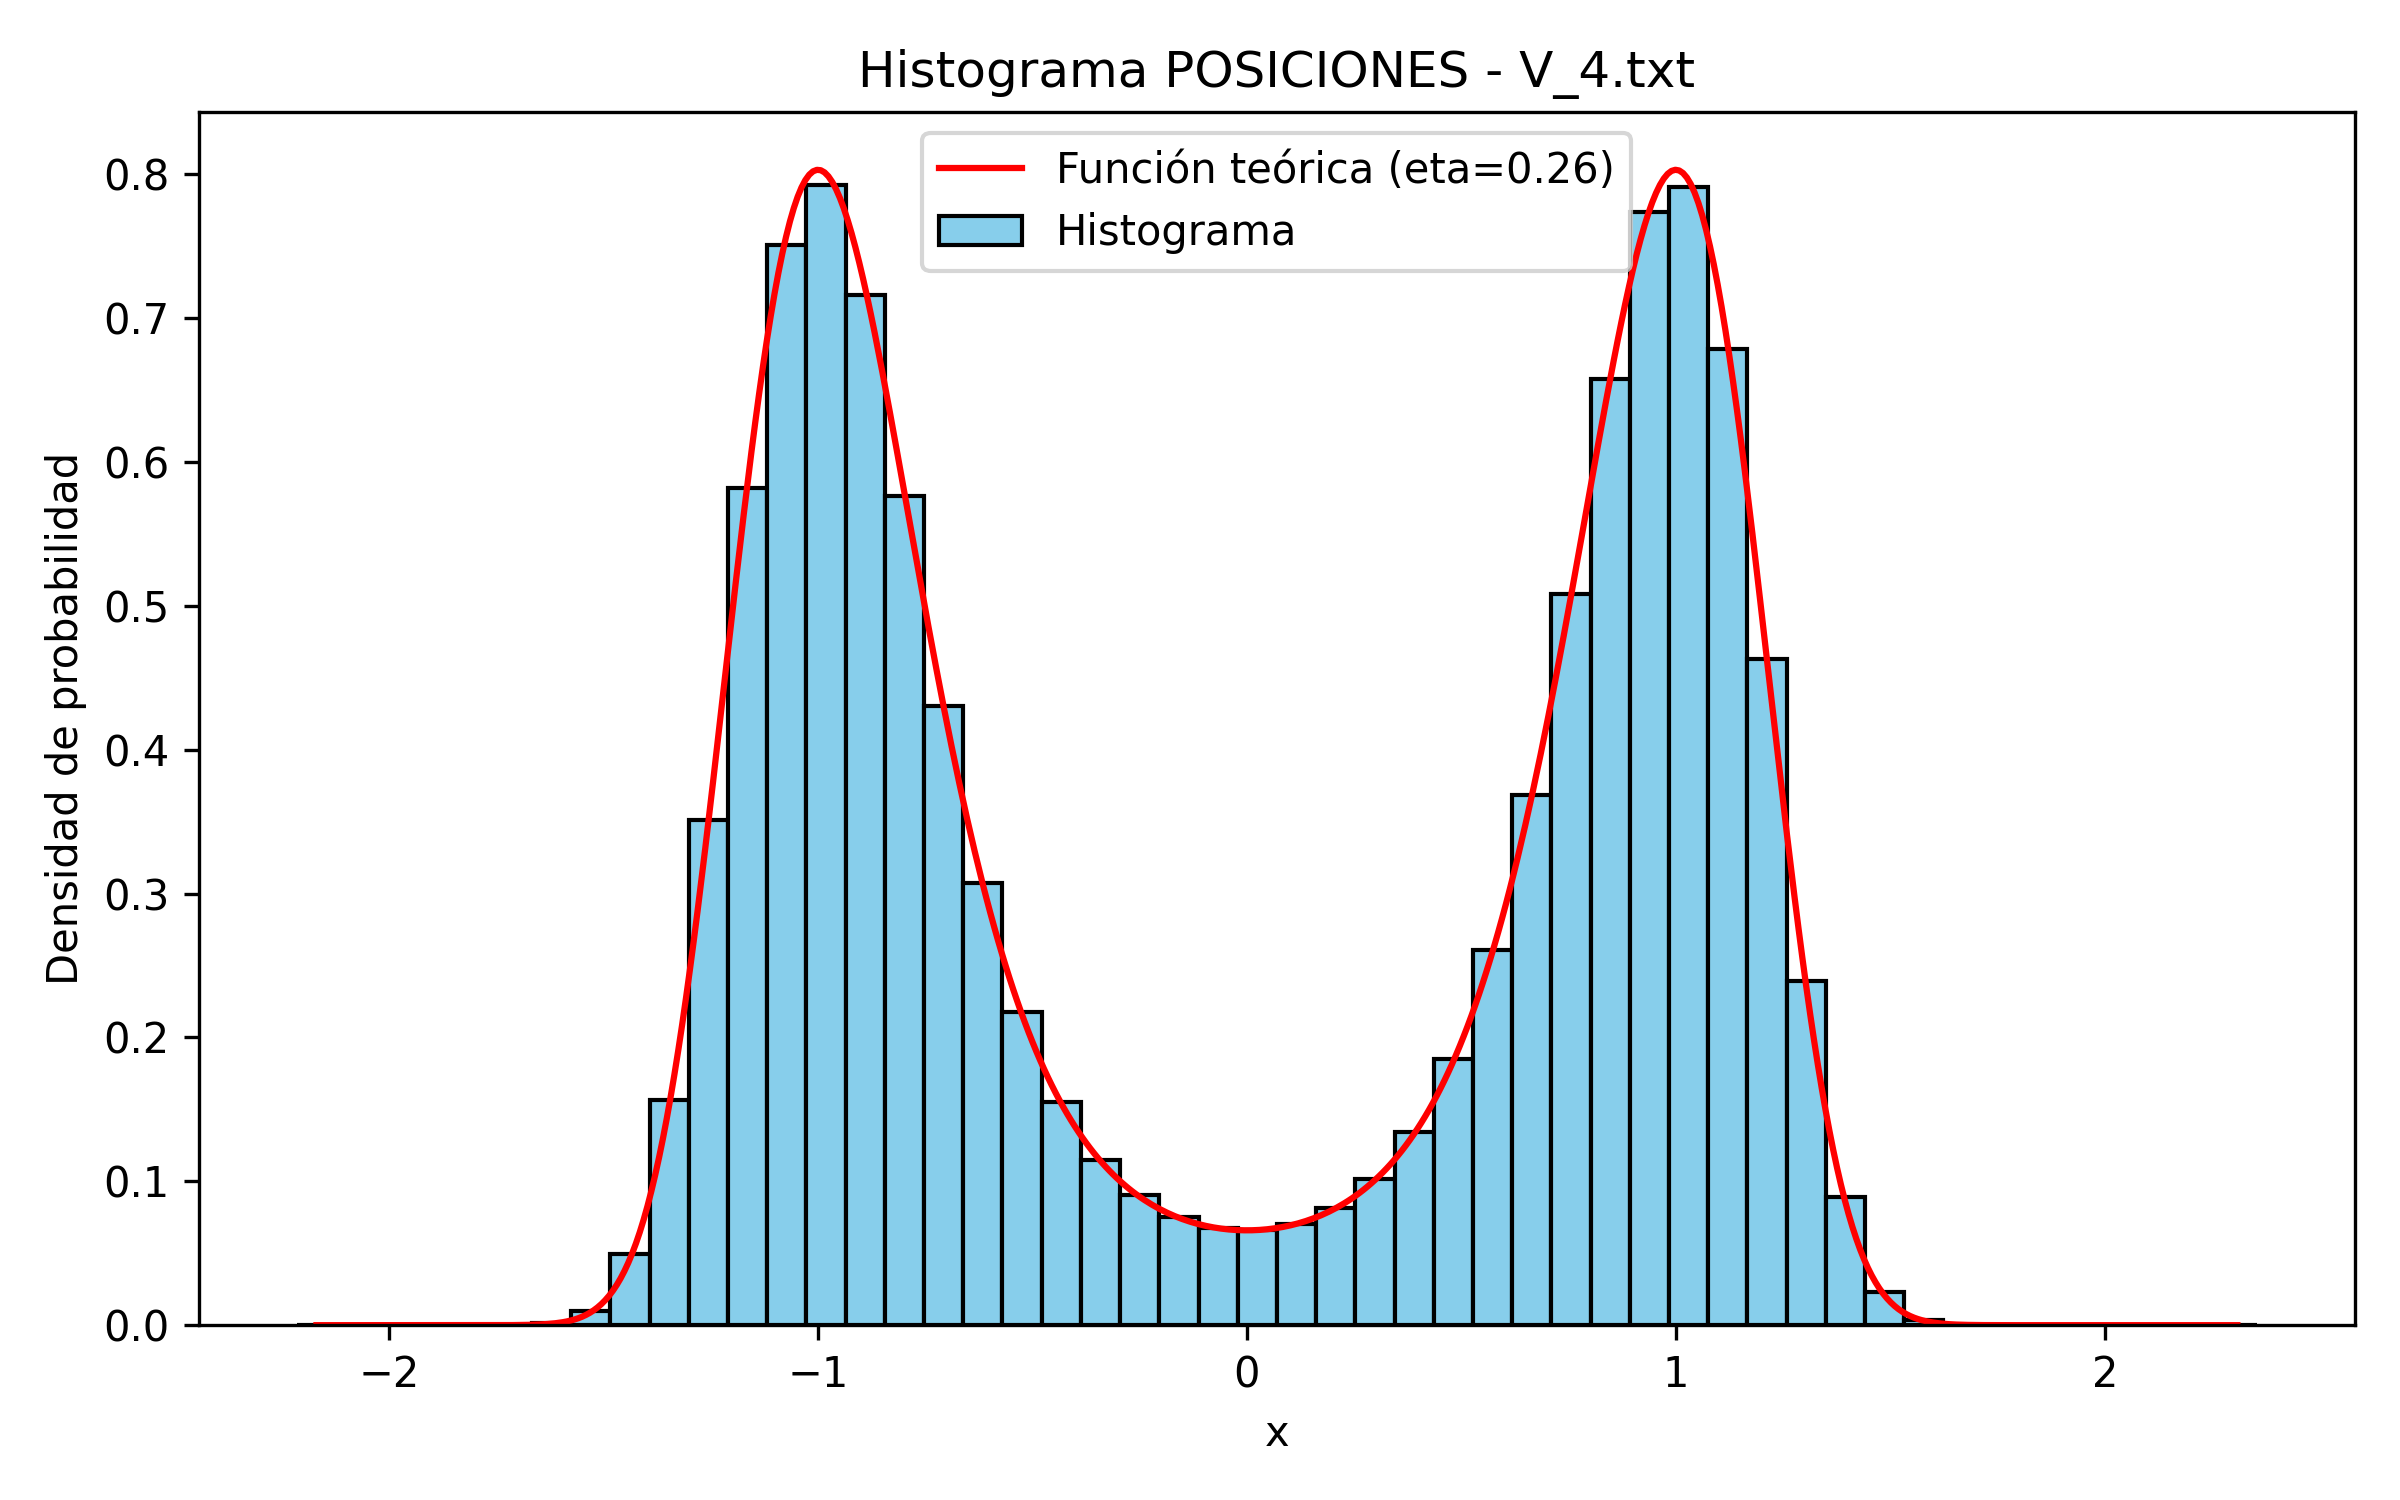 Histograma POSICIONES - V_4.txt
Función teórica (eta=0.26)
Histograma
Densidad de probabilidad
0.8
0.7
0.6
0.5
0.4
0.3
0.2
0.1
0.0
−2
−1
0
1
2
x